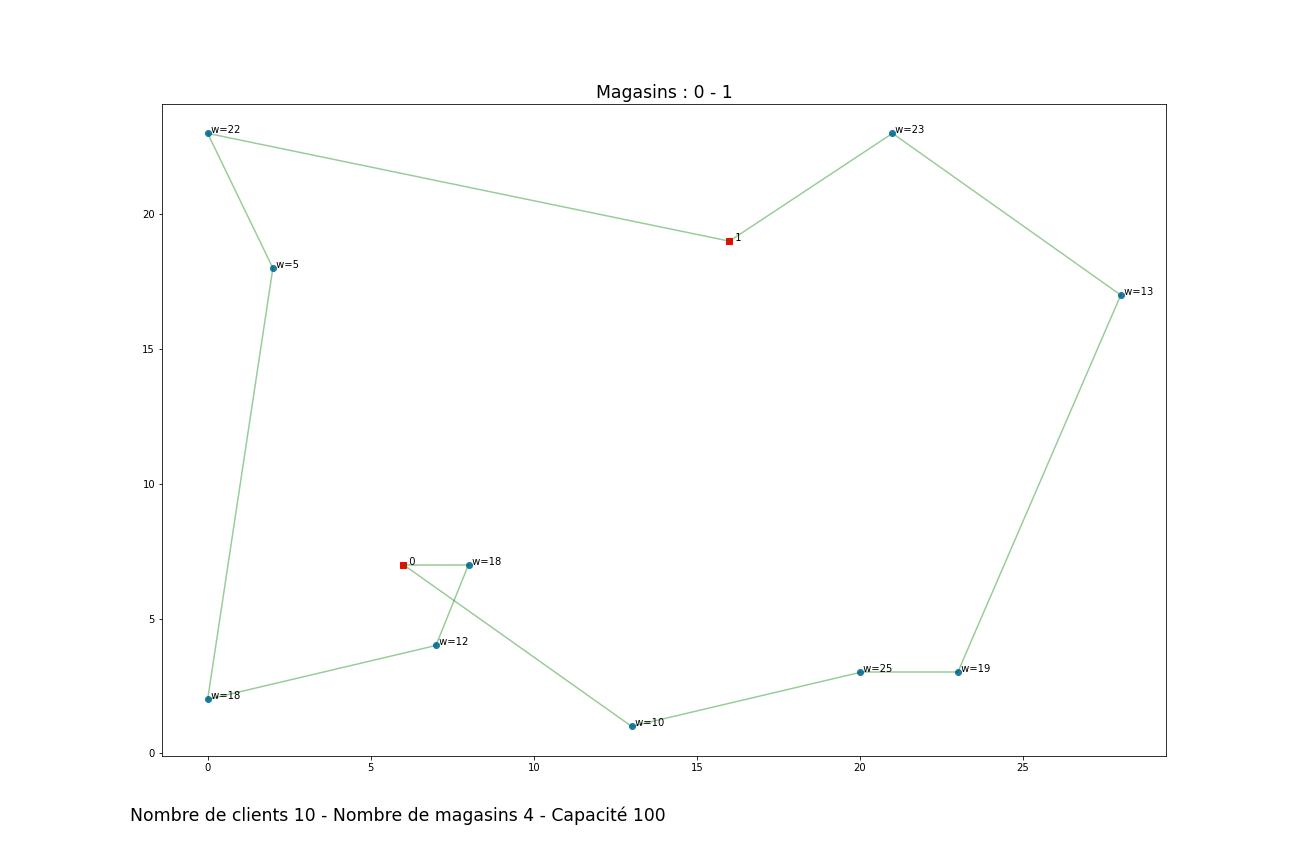 Magasins : 0 - 1
w=22
w=23
20
1
w=5
w=13
15
10
0
w=18
5
w=12
w=25
w=19
w=18
w=10
0
0
5
10
15
20
25
Nombre de clients 10 - Nombre de magasins 4 - Capacité 100